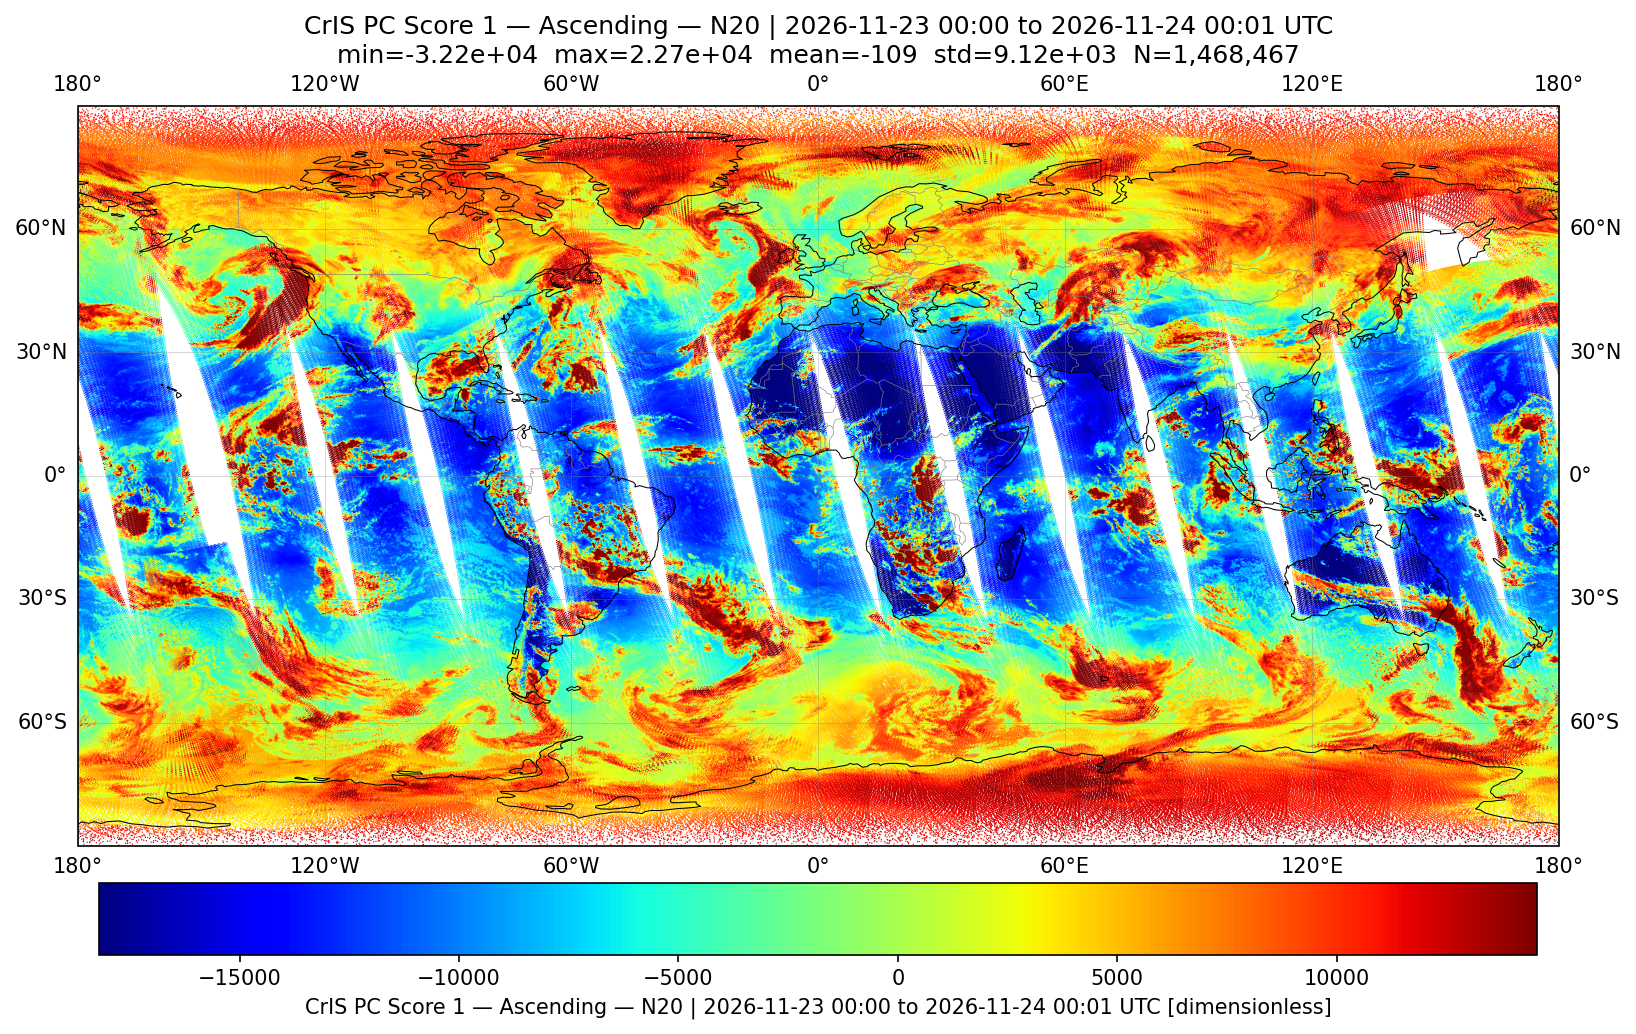 CrIS PC Score 1 — Ascending — N20 | 2026-11-23 00:00 to 2026-11-24 00:01 UTC
min=-3.22e+04 max=2.27e+04 mean=-109 std=9.12e+03 N=1,468,467
180° 120°W 60°W 0° 60°E 120°E 180°
60°N 60°N
30°N 30°N
0° 0°
30°S 30°S
60°S 60°S
180° 120°W 60°W 0° 60°E 120°E 180°
−15000 −10000 −5000 0 5000 10000
CrIS PC Score 1 — Ascending — N20 | 2026-11-23 00:00 to 2026-11-24 00:01 UTC [dimensionless]